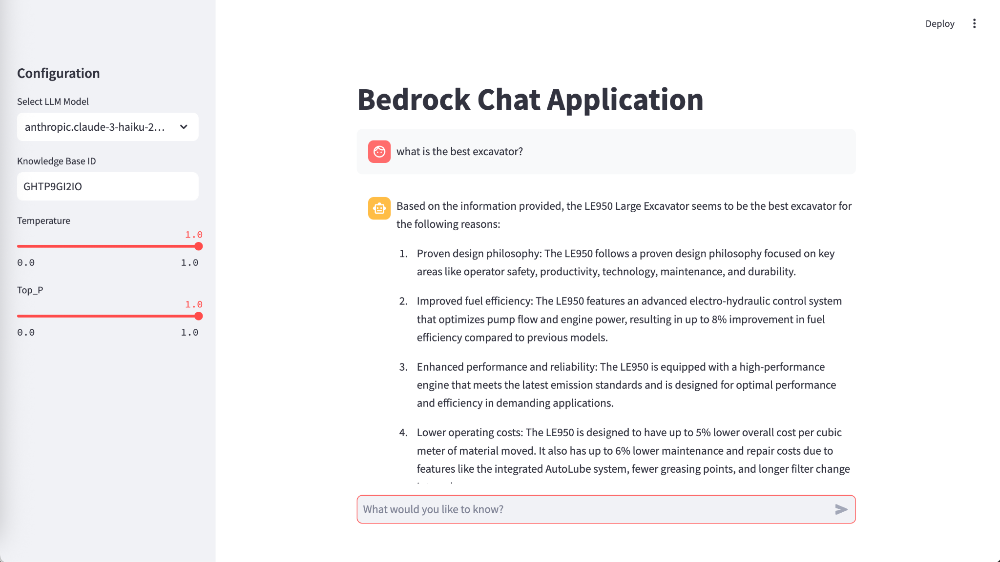 Deploy
Configuration
Select LLM Model
anthropic.claude-3-haiku-2...
Knowledge Base ID
GHTP9GI2IO
Temperature
1.0
0.0 1.0
Top_P
1.0
0.0 1.0
Bedrock Chat Application
what is the best excavator?
Based on the information provided, the LE950 Large Excavator seems to be the best excavator for
the following reasons:
1. Proven design philosophy: The LE950 follows a proven design philosophy focused on key
areas like operator safety, productivity, technology, maintenance, and durability.
2. Improved fuel efficiency: The LE950 features an advanced electro-hydraulic control system
that optimizes pump flow and engine power, resulting in up to 8% improvement in fuel
efficiency compared to previous models.
3. Enhanced performance and reliability: The LE950 is equipped with a high-performance
engine that meets the latest emission standards and is designed for optimal performance
and efficiency in demanding applications.
4. Lower operating costs: The LE950 is designed to have up to 5% lower overall cost per cubic
meter of material moved. It also has up to 6% lower maintenance and repair costs due to
features like the integrated AutoLube system, fewer greasing points, and longer filter change
What would you like to know?